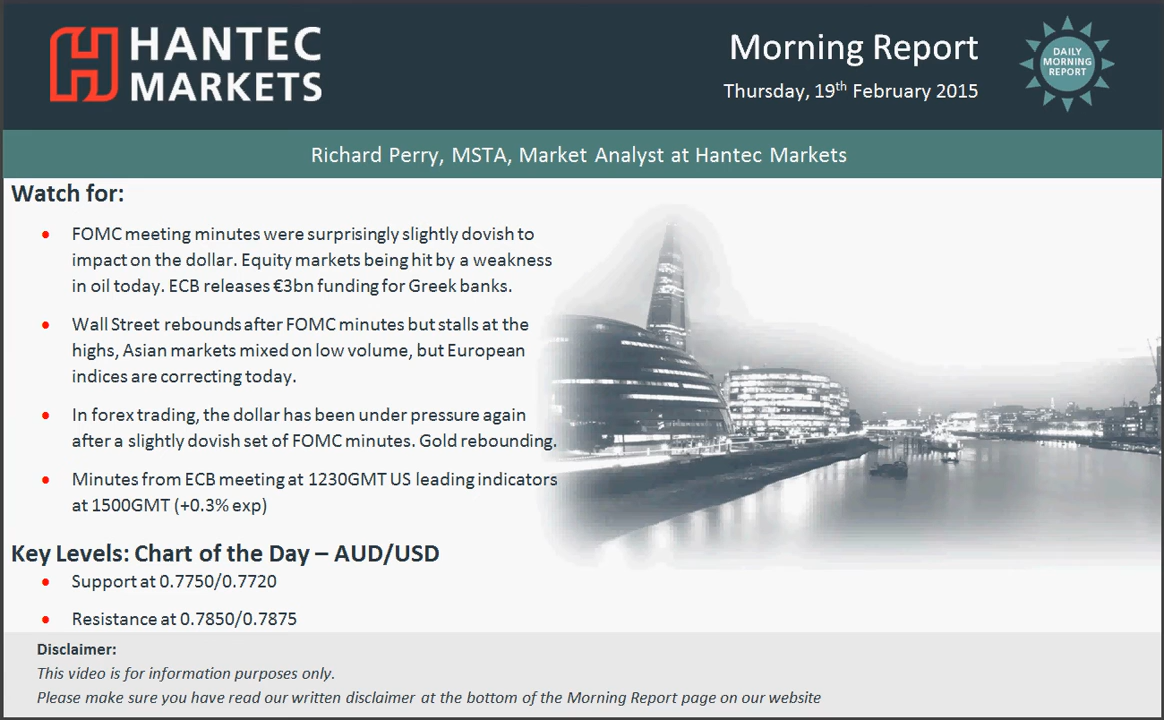 HANTEC
MARKETS
Morning Report
Thursday, 19th February 2015
DAILY
MORNING
REPORT
Richard Perry, MSTA, Market Analyst at Hantec Markets
Watch for:
• FOMC meeting minutes were surprisingly slightly dovish to
impact on the dollar. Equity markets being hit by a weakness
in oil today. ECB releases €3bn funding for Greek banks.
• Wall Street rebounds after FOMC minutes but stalls at the
highs, Asian markets mixed on low volume, but European
indices are correcting today.
• In forex trading, the dollar has been under pressure again
after a slightly dovish set of FOMC minutes. Gold rebounding.
• Minutes from ECB meeting at 1230GMT US leading indicators
at 1500GMT (+0.3% exp)
Key Levels: Chart of the Day – AUD/USD
• Support at 0.7750/0.7720
• Resistance at 0.7850/0.7875
Disclaimer:
This video is for information purposes only.
Please make sure you have read our written disclaimer at the bottom of the Morning Report page on our website